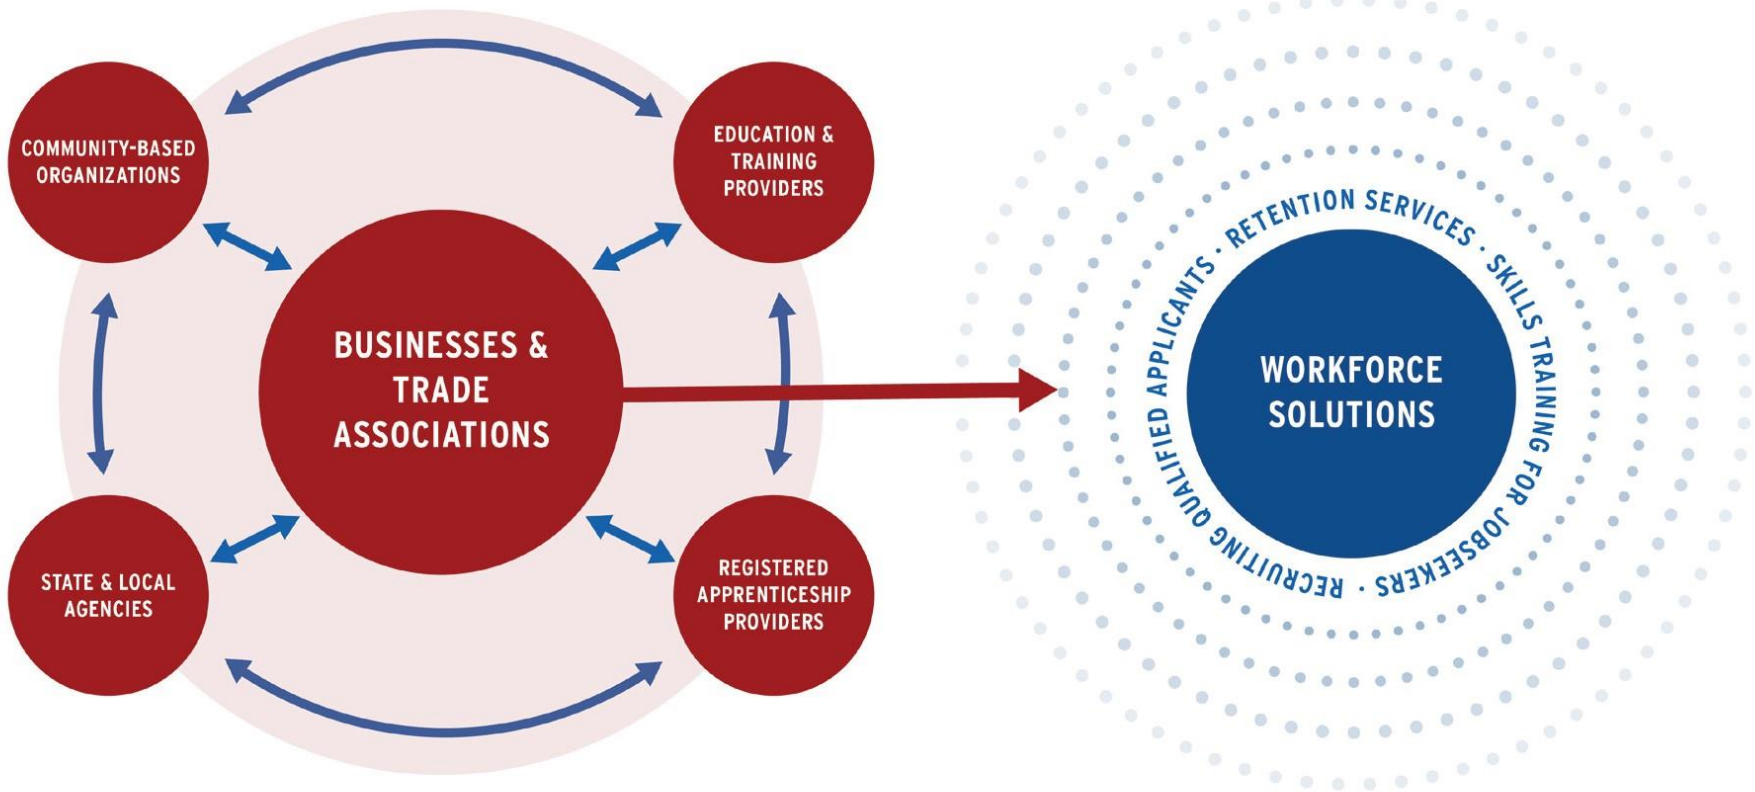 COMMUNITY-BASED
ORGANIZATIONS
EDUCATION &
TRAINING
PROVIDERS
BUSINESSES &
TRADE
ASSOCIATIONS
STATE & LOCAL
AGENCIES
REGISTERED
APPRENTICESHIP
PROVIDERS
RECRUITING QUALIFIED APPLICANTS · RETENTION SERVICES · SKILLS TRAINING FOR JOBSEEKERS ·
WORKFORCE
SOLUTIONS